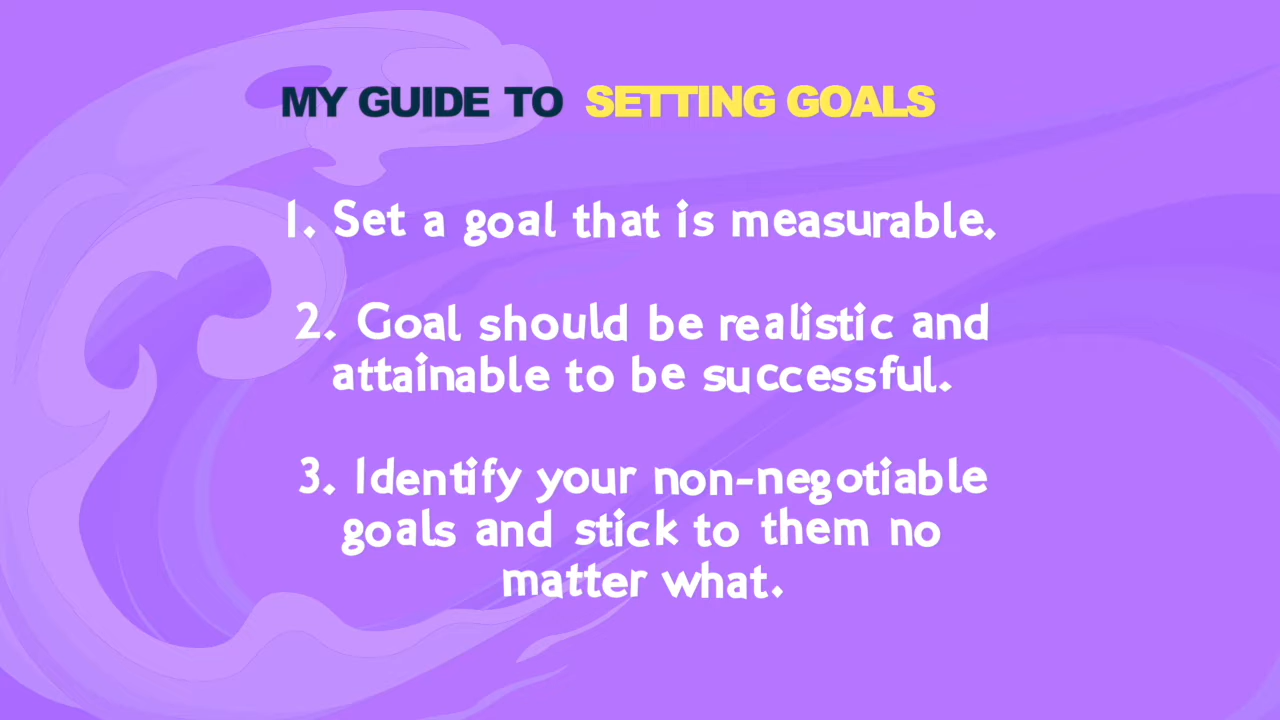 MY GUIDE TO SETTING GOALS
1. Set a goal that is measurable.
2. Goal should be realistic and
attainable to be successful.
3. Identify your non-negotiable
goals and stick to them no
matter what.